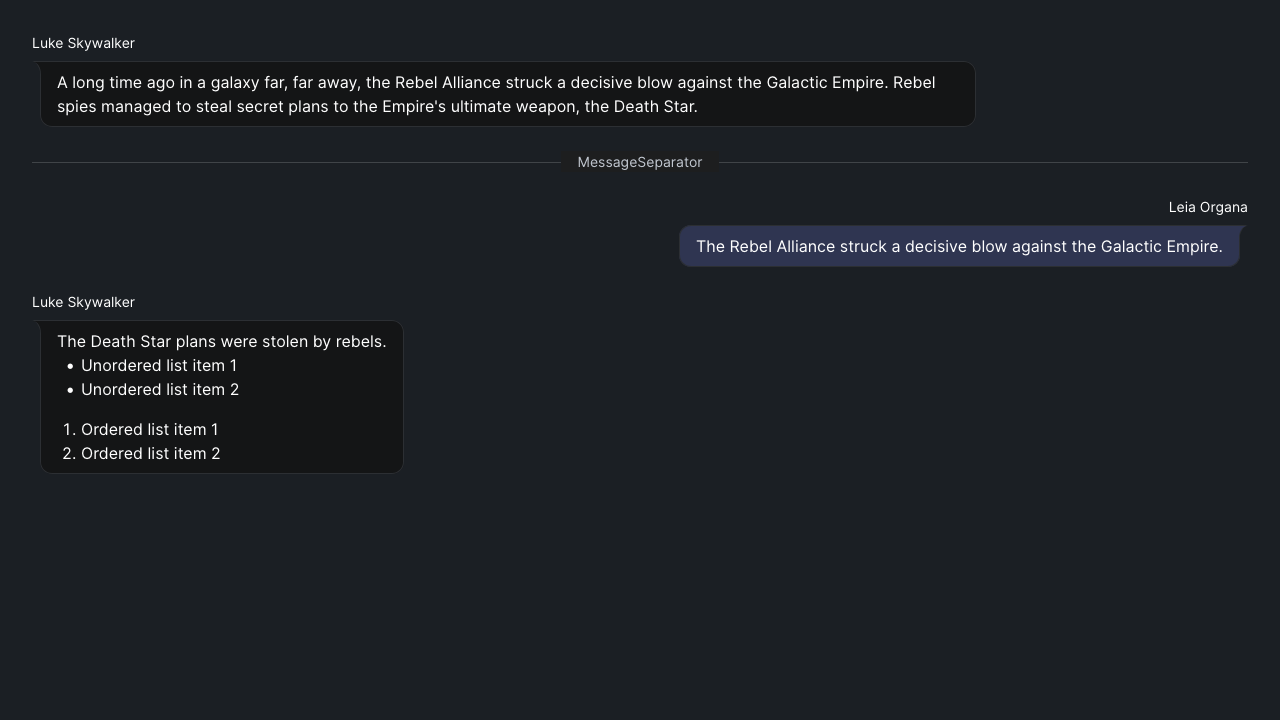 Luke Skywalker
A long time ago in a galaxy far, far away, the Rebel Alliance struck a decisive blow against the Galactic Empire. Rebel
spies managed to steal secret plans to the Empire's ultimate weapon, the Death Star.
MessageSeparator
Leia Organa
The Rebel Alliance struck a decisive blow against the Galactic Empire.
Luke Skywalker
The Death Star plans were stolen by rebels.
• Unordered list item 1
• Unordered list item 2
1. Ordered list item 1
2. Ordered list item 2